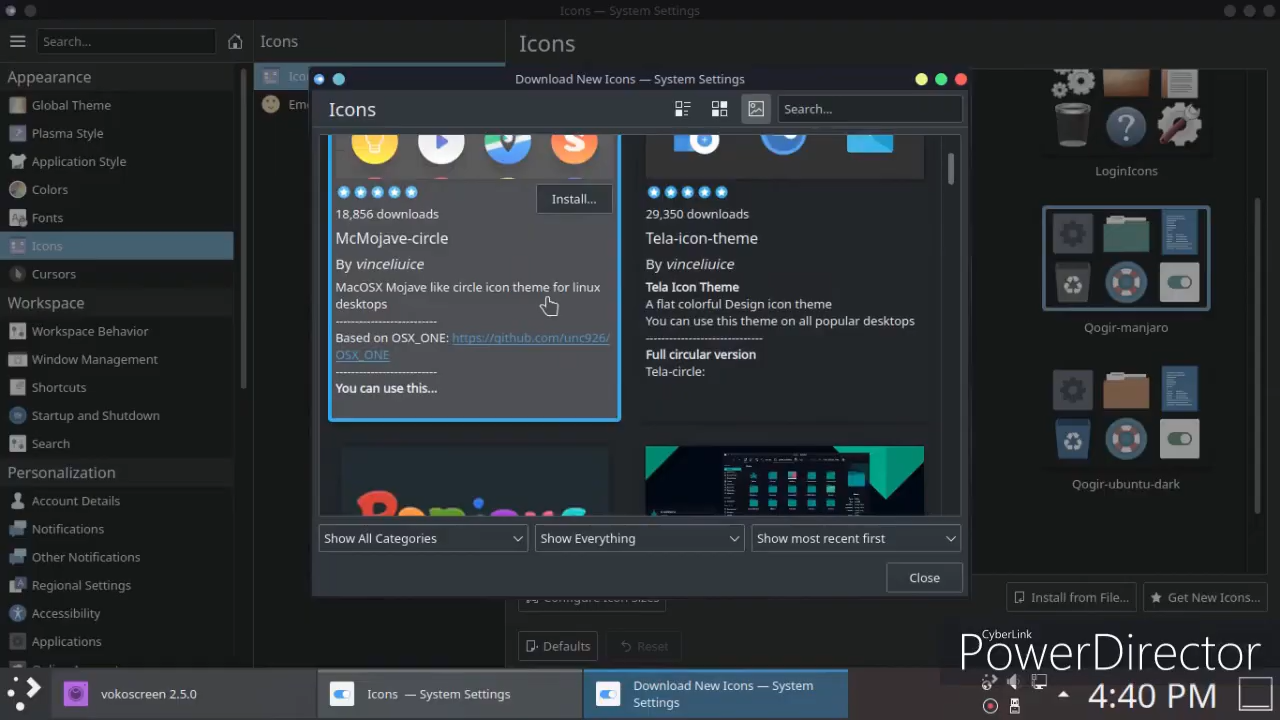 Icons — System Settings
Search...
Icons
Icons
Appearance
Global Theme
Plasma Style
Application Style
Colors
Fonts
Icons
Cursors
Workspace
Workspace Behavior
Window Management
Shortcuts
Startup and Shutdown
Search
Personalization
Account Details
Notifications
Other Notifications
Regional Settings
Accessibility
Applications
Download New Icons — System Settings
Icons
Search...
Install...
18,856 downloads
McMojave-circle
By vinceliuice
MacOSX Mojave like circle icon theme for linux
desktops
--------------------------
Based on OSX_ONE: https://github.com/unc926/
OSX_ONE
--------------------------
You can use this...
29,350 downloads
Tela-icon-theme
By vinceliuice
Tela Icon Theme
A flat colorful Design icon theme
You can use this theme on all popular desktops
------------------------------
Full circular version
Tela-circle:
Show All Categories
Show Everything
Show most recent first
Close
LoginIcons
Qogir-manjaro
Qogir-ubuntu-dark
Configure Icon Sizes
Install from File...
Get New Icons...
Defaults
Reset
CyberLink
PowerDirector
vokoscreen 2.5.0
Icons — System Settings
Download New Icons — System
Settings
4:40 PM